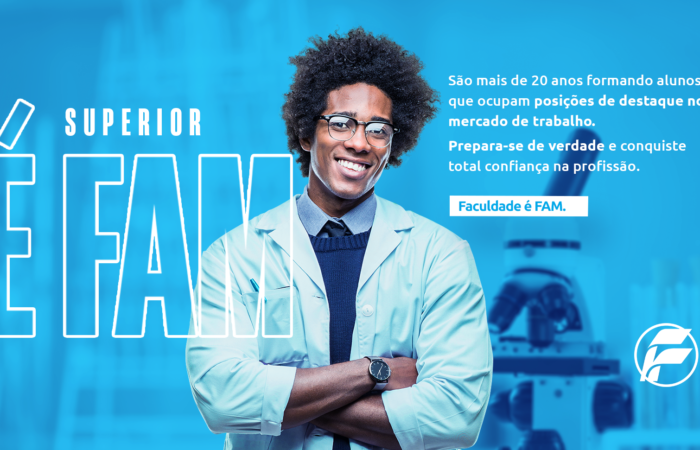 SUPERIOR
É FAM
São mais de 20 anos formando alunos
que ocupam posições de destaque no
mercado de trabalho.
Prepara-se de verdade e conquiste
total confiança na profissão.
Faculdade é FAM.